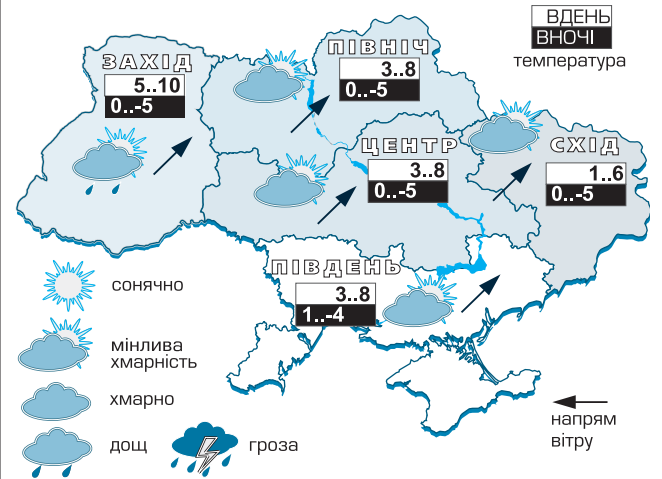 ВДЕНЬ
ВНОЧІ
температура
ЗАХІД
5..10
0..-5
ПІВНІЧ
3..8
0..-5
ЦЕНТР
3..8
0..-5
СХІД
1..6
0..-5
ПІВДЕНЬ
3..8
1..-4
сонячно
мінлива
хмарність
хмарно
дощ
гроза
напрям
вітру